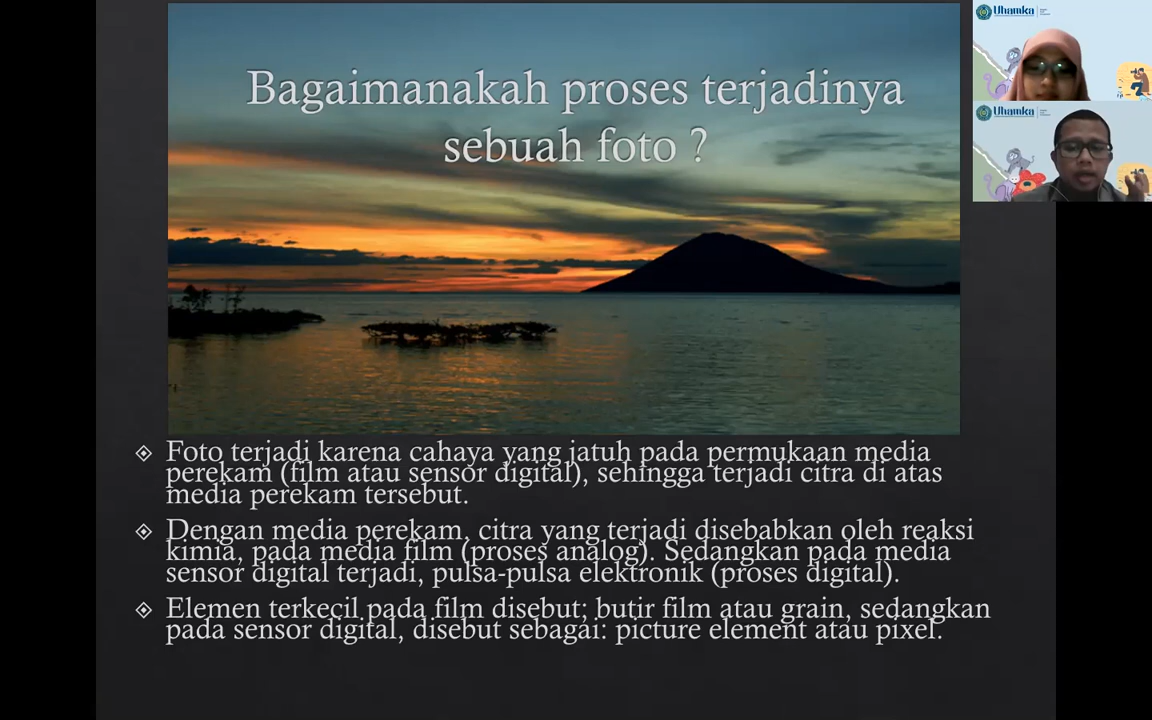 Bagaimanakah proses terjadinya
sebuah foto ?
Foto terjadi karena cahaya yang jatuh pada permukaan media
perekam (film atau sensor digital), sehingga terjadi citra di atas
media perekam tersebut.
Dengan media perekam, citra yang terjadi disebabkan oleh reaksi
kimia, pada media film (proses analog). Sedangkan pada media
sensor digital terjadi, pulsa-pulsa elektronik (proses digital).
Elemen terkecil pada film disebut; butir film atau grain, sedangkan
pada sensor digital, disebut sebagai: picture element atau pixel.
Uhamka
Uhamka